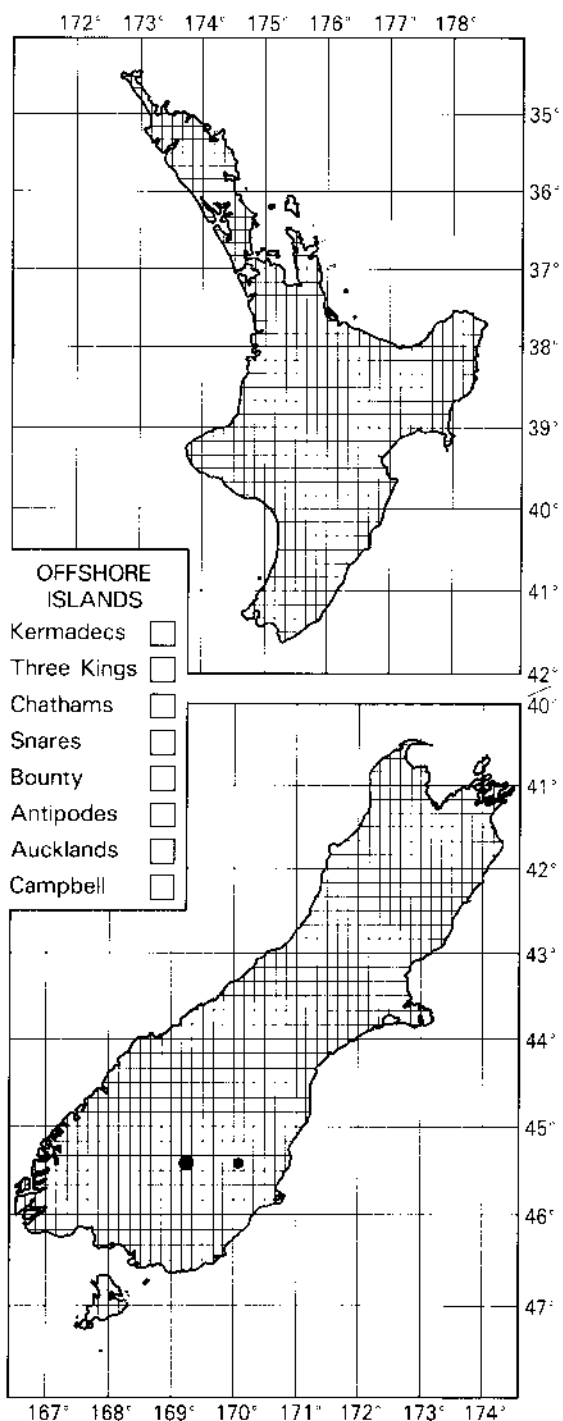 172° 173° 174° 175° 176° 177° 178°
35°
36°
37°
38°
39°
40°
41°
42°
OFFSHORE
ISLANDS
Kermadecs
Three Kings
Chathams
Snares
Bounty
Antipodes
Aucklands
Campbell
40°
41°
42°
43°
44°
45°
46°
47°
167° 168° 169° 170° 171° 172° 173° 174°